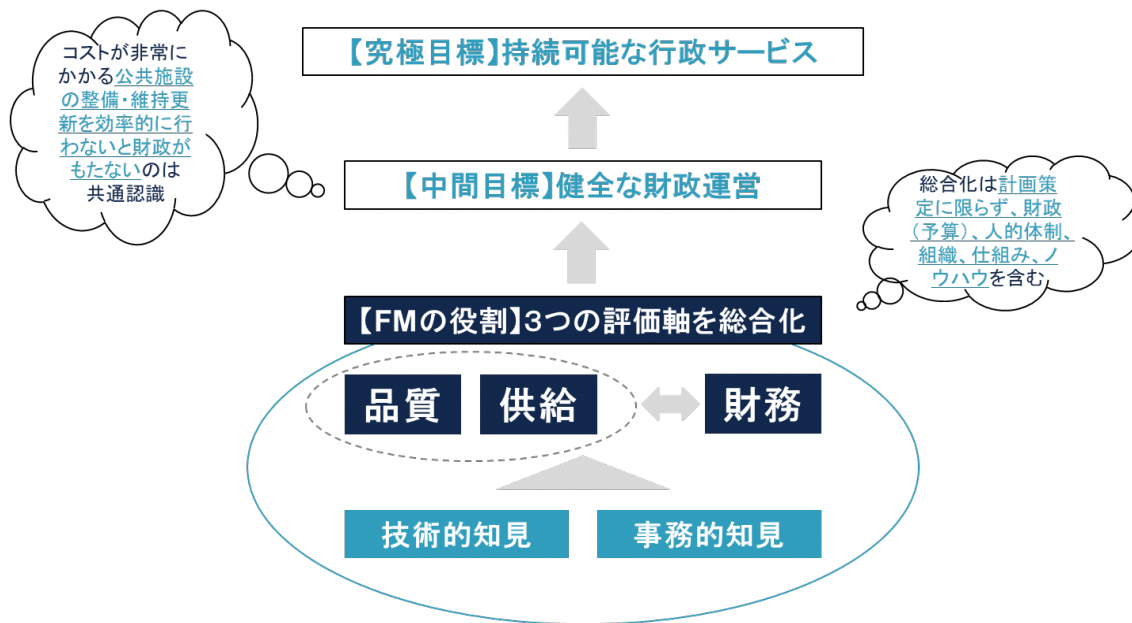 コストが非常に
かかる公共施設
の整備・維持更
新を効率的に行
わないと財政が
もたないのは
共通認識
【究極目標】持続可能な行政サービス
【中間目標】健全な財政運営
総合化は計画策
定に限らず、財政
(予算)、人的体制、
組織、仕組み、ノ
ウハウを含む
【FMの役割】3つの評価軸を総合化
品質
供給
財務
技術的知見
事務的知見